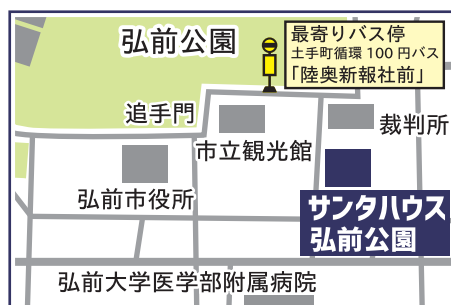 弘前公園
最寄りバス停
土手町循環100円バス
「陸奥新報社前」
追手門
裁判所
市立観光館
弘前市役所
サンタハウス
弘前公園
弘前大学医学部附属病院